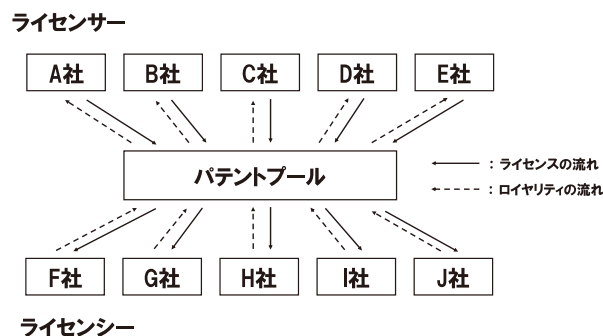 ライセンサー
A社
B社
C社
D社
E社
パテントプール
：ライセンスの流れ
：ロイヤリティの流れ
F社
G社
H社
I社
J社
ライセンシー